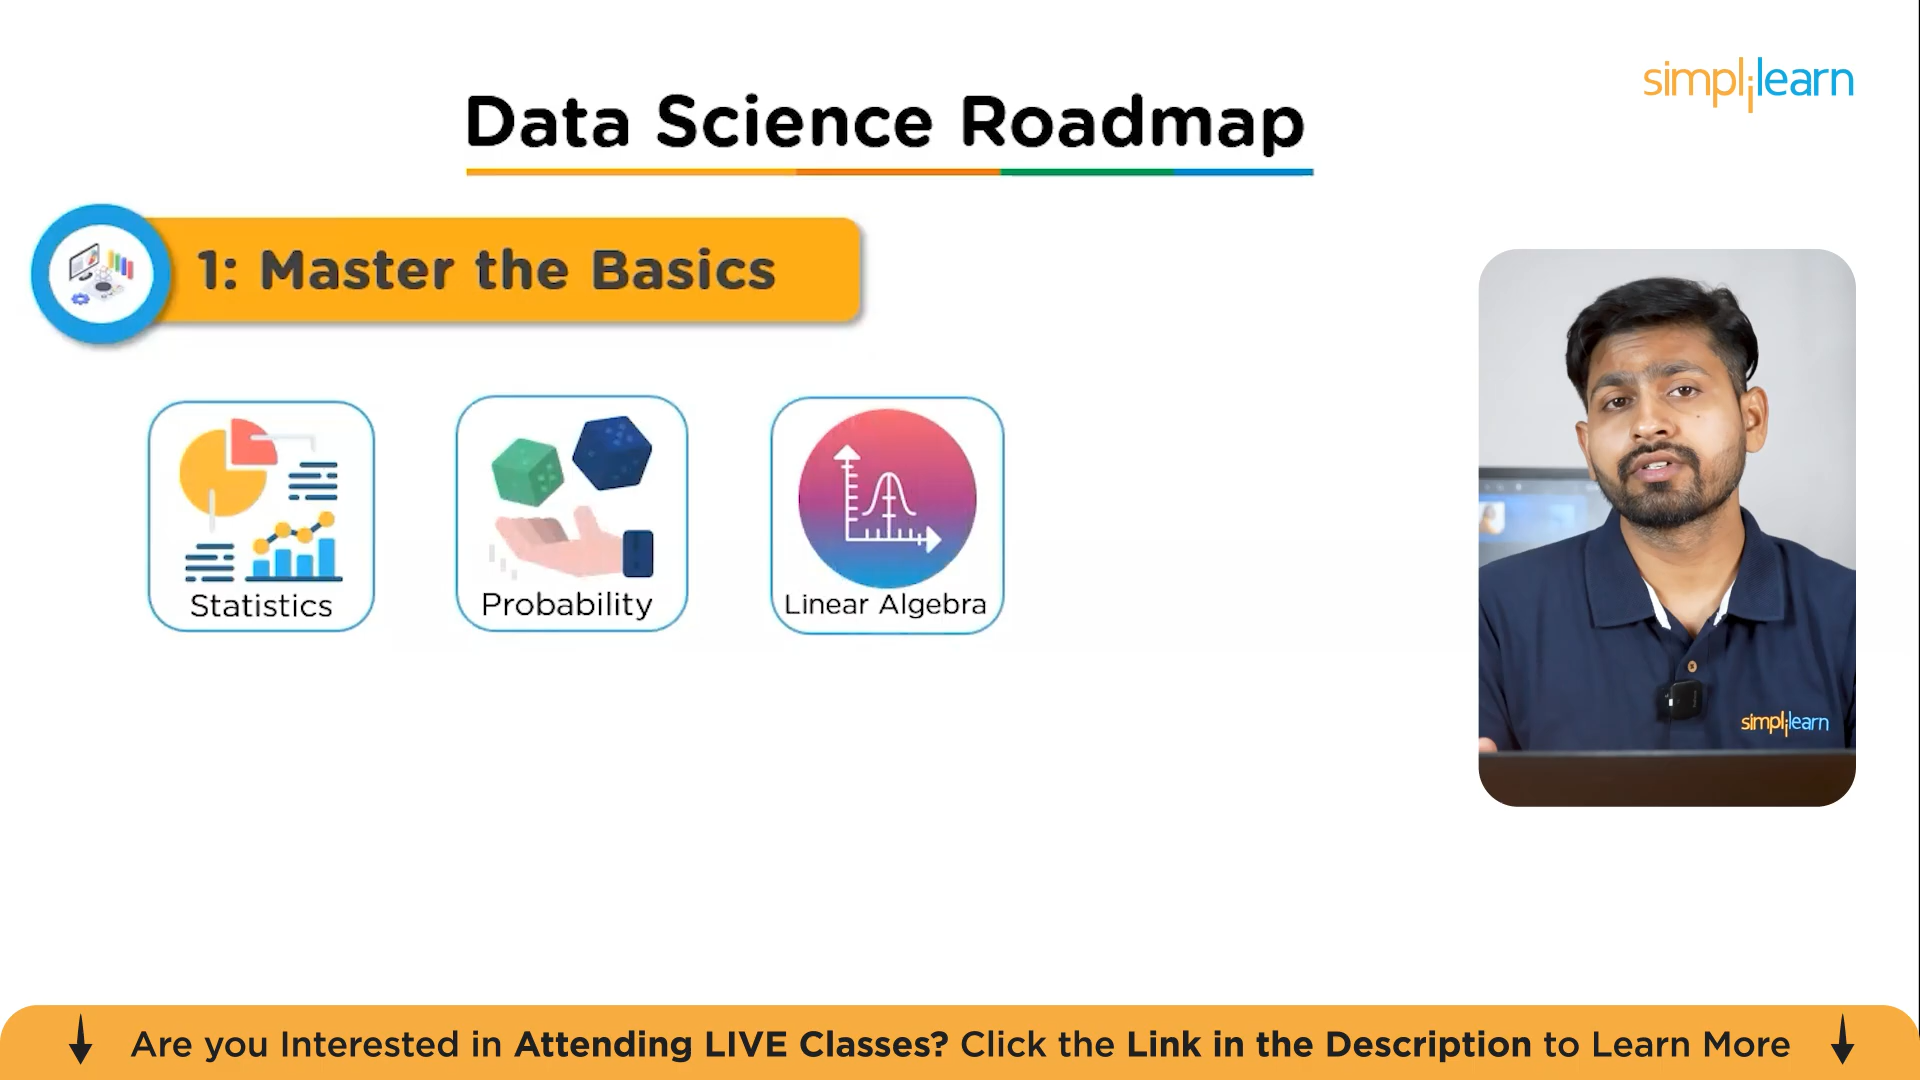 simplilearn
Data Science Roadmap
1: Master the Basics
Statistics
Probability
Linear Algebra
simplilearn
Are you Interested in Attending LIVE Classes? Click the Link in the Description to Learn More